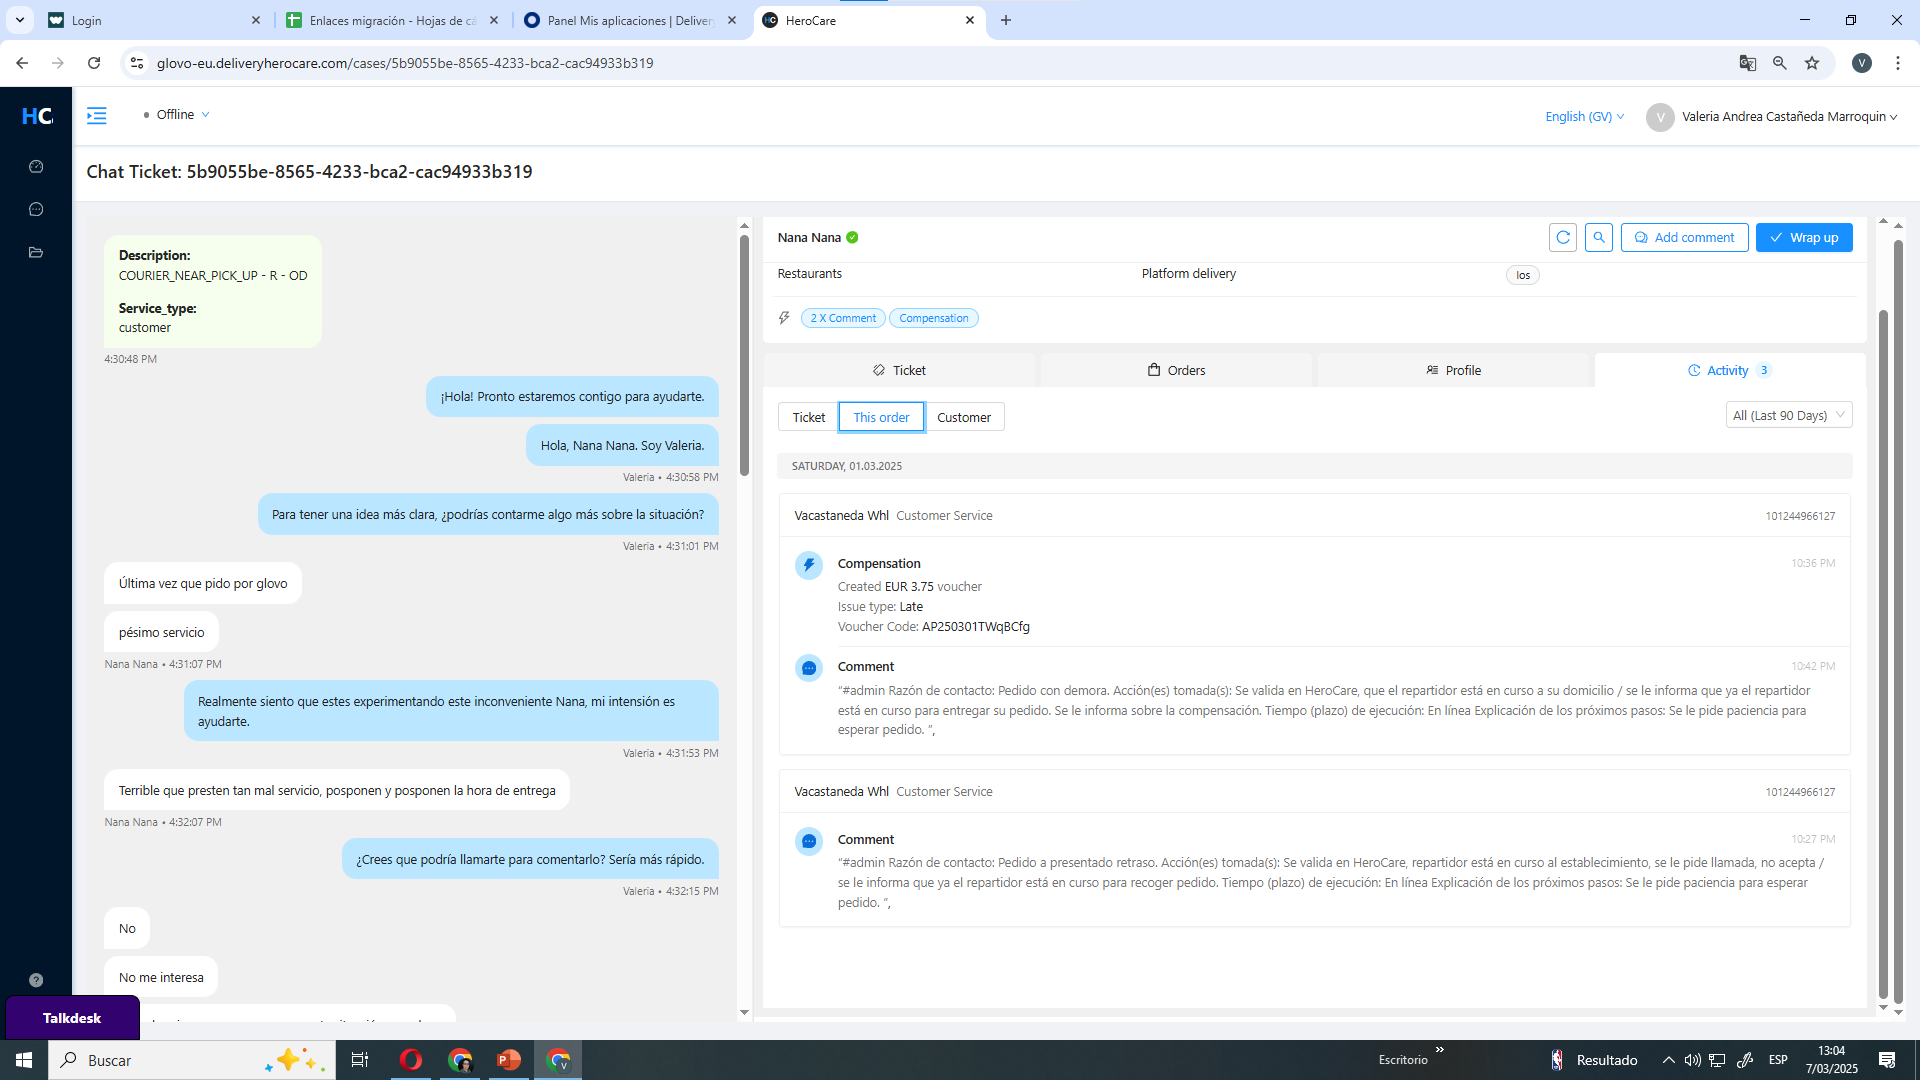 Login
Enlaces migración - Hojas de cá
Panel Mis aplicaciones | Deliver
HC
HeroCare
glovo-eu.deliveryherocare.com/cases/5b9055be-8565-4233-bca2-cac94933b319
V
HC
Offline
English (GV)
V
Valeria Andrea Castañeda Marroquin
Chat Ticket: 5b9055be-8565-4233-bca2-cac94933b319
Description:
COURIER_NEAR_PICK_UP - R - OD
Service_type:
customer
4:30:48 PM
¡Hola! Pronto estaremos contigo para ayudarte.
Hola, Nana Nana. Soy Valeria.
Valeria • 4:30:58 PM
Para tener una idea más clara, ¿podrías contarme algo más sobre la situación?
Valeria • 4:31:01 PM
Última vez que pido por glovo
pésimo servicio
Nana Nana • 4:31:07 PM
Realmente siento que estes experimentando este inconveniente Nana, mi intensión es
ayudarte.
Valeria • 4:31:53 PM
Terrible que presten tan mal servicio, posponen y posponen la hora de entrega
Nana Nana • 4:32:07 PM
¿Crees que podría llamarte para comentarlo? Sería más rápido.
Valeria • 4:32:15 PM
No
No me interesa
Talkdesk
Nana Nana
Add comment
Wrap up
Restaurants
Platform delivery
Ios
2 X Comment
Compensation
Ticket
Orders
Profile
Activity 3
Ticket
This order
Customer
All (Last 90 Days)
SATURDAY, 01.03.2025
Vacastaneda Whl Customer Service
101244966127
Compensation
10:36 PM
Created EUR 3.75 voucher
Issue type: Late
Voucher Code: AP250301TWqBCfg
Comment
10:42 PM
"#admin Razón de contacto: Pedido con demora. Acción(es) tomada(s): Se valida en HeroCare, que el repartidor está en curso a su domicilio / se le informa que ya el repartidor
está en curso para entregar su pedido. Se le informa sobre la compensación. Tiempo (plazo) de ejecución: En línea Explicación de los próximos pasos: Se le pide paciencia para
esperar pedido. ",
Vacastaneda Whl Customer Service
101244966127
Comment
10:27 PM
"#admin Razón de contacto: Pedido a presentado retraso. Acción(es) tomada(s): Se valida en HeroCare, repartidor está en curso al establecimiento, se le pide llamada, no acepta /
se le informa que ya el repartidor está en curso para recoger pedido. Tiempo (plazo) de ejecución: En línea Explicación de los próximos pasos: Se le pide paciencia para esperar
pedido. ",
Buscar
Escritorio
Resultado
ESP
13:04
7/03/2025